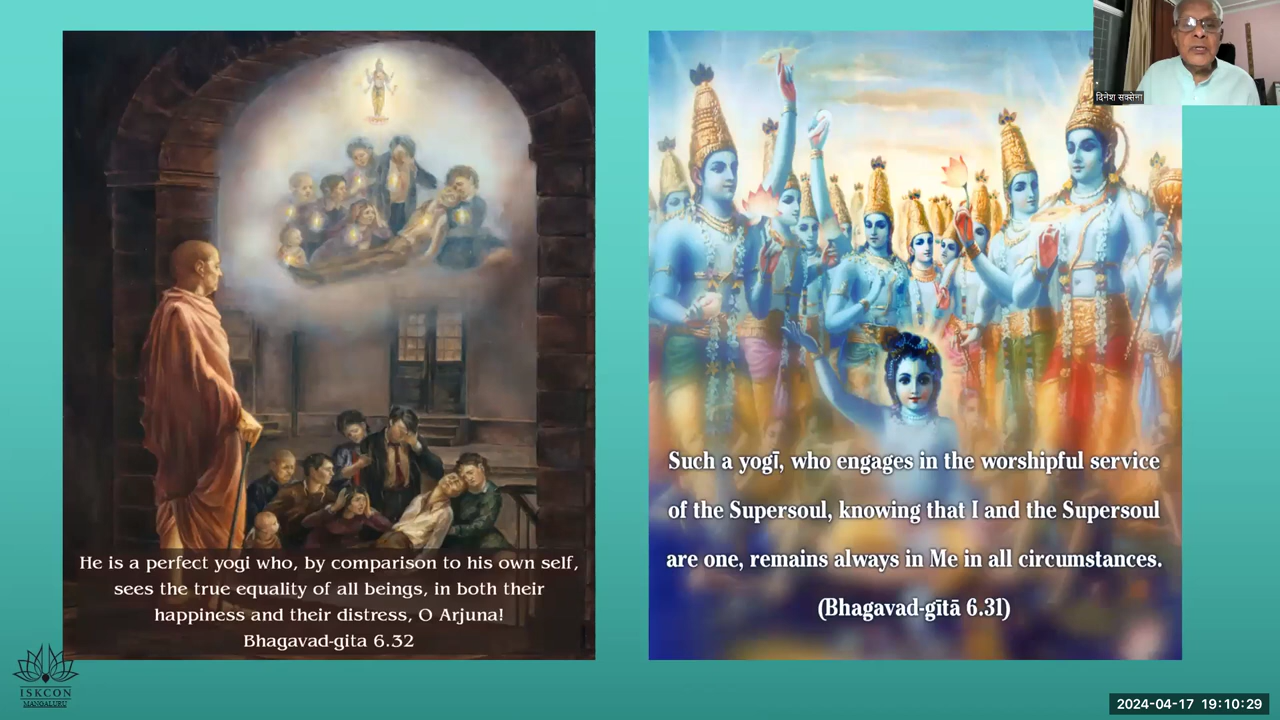 दिनेश सक्सेना
He is a perfect yogi who, by comparison to his own self,
sees the true equality of all beings, in both their
happiness and their distress, O Arjuna!
Bhagavad-gita 6.32
Such a yogī, who engages in the worshipful service
of the Supersoul, knowing that I and the Supersoul
are one, remains always in Me in all circumstances.
(Bhagavad-gītā 6.31)
ISKCON
MANGALURU
2024-04-17 19:10:29